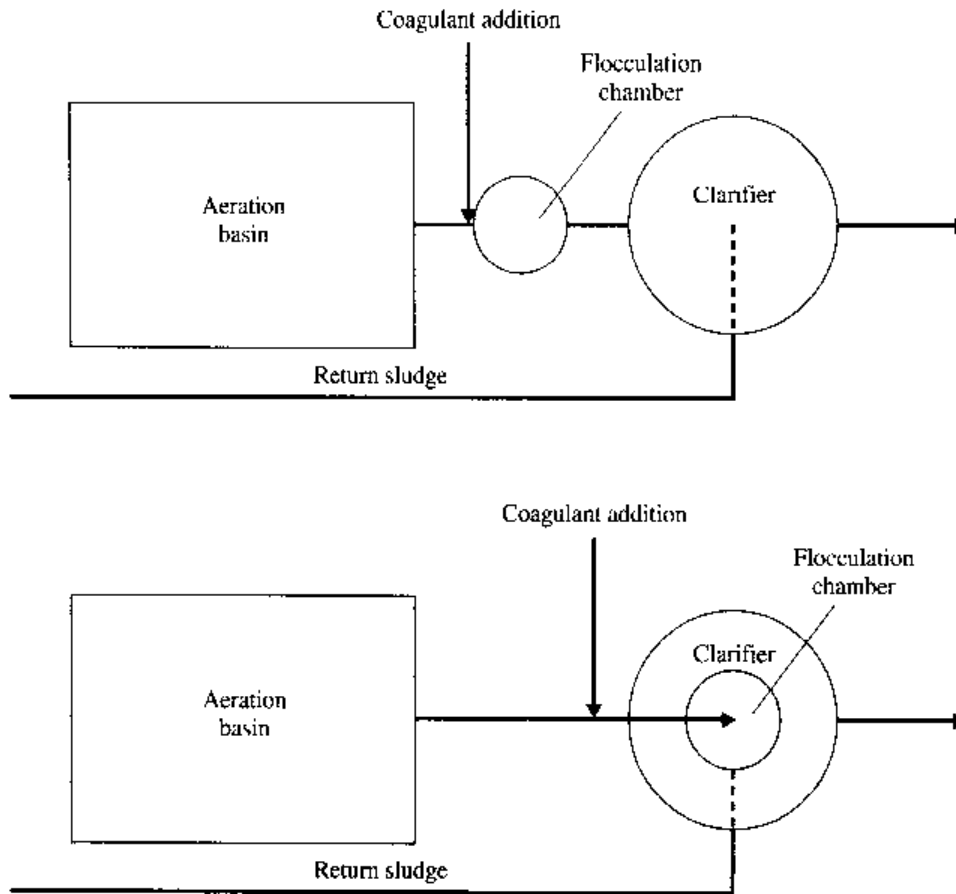 Coagulant addition
Flocculation
chamber
Aeration
basin
Clarifier
Return sludge
Coagulant addition
Flocculation
chamber
Clarifier
Aeration
basin
Return sludge